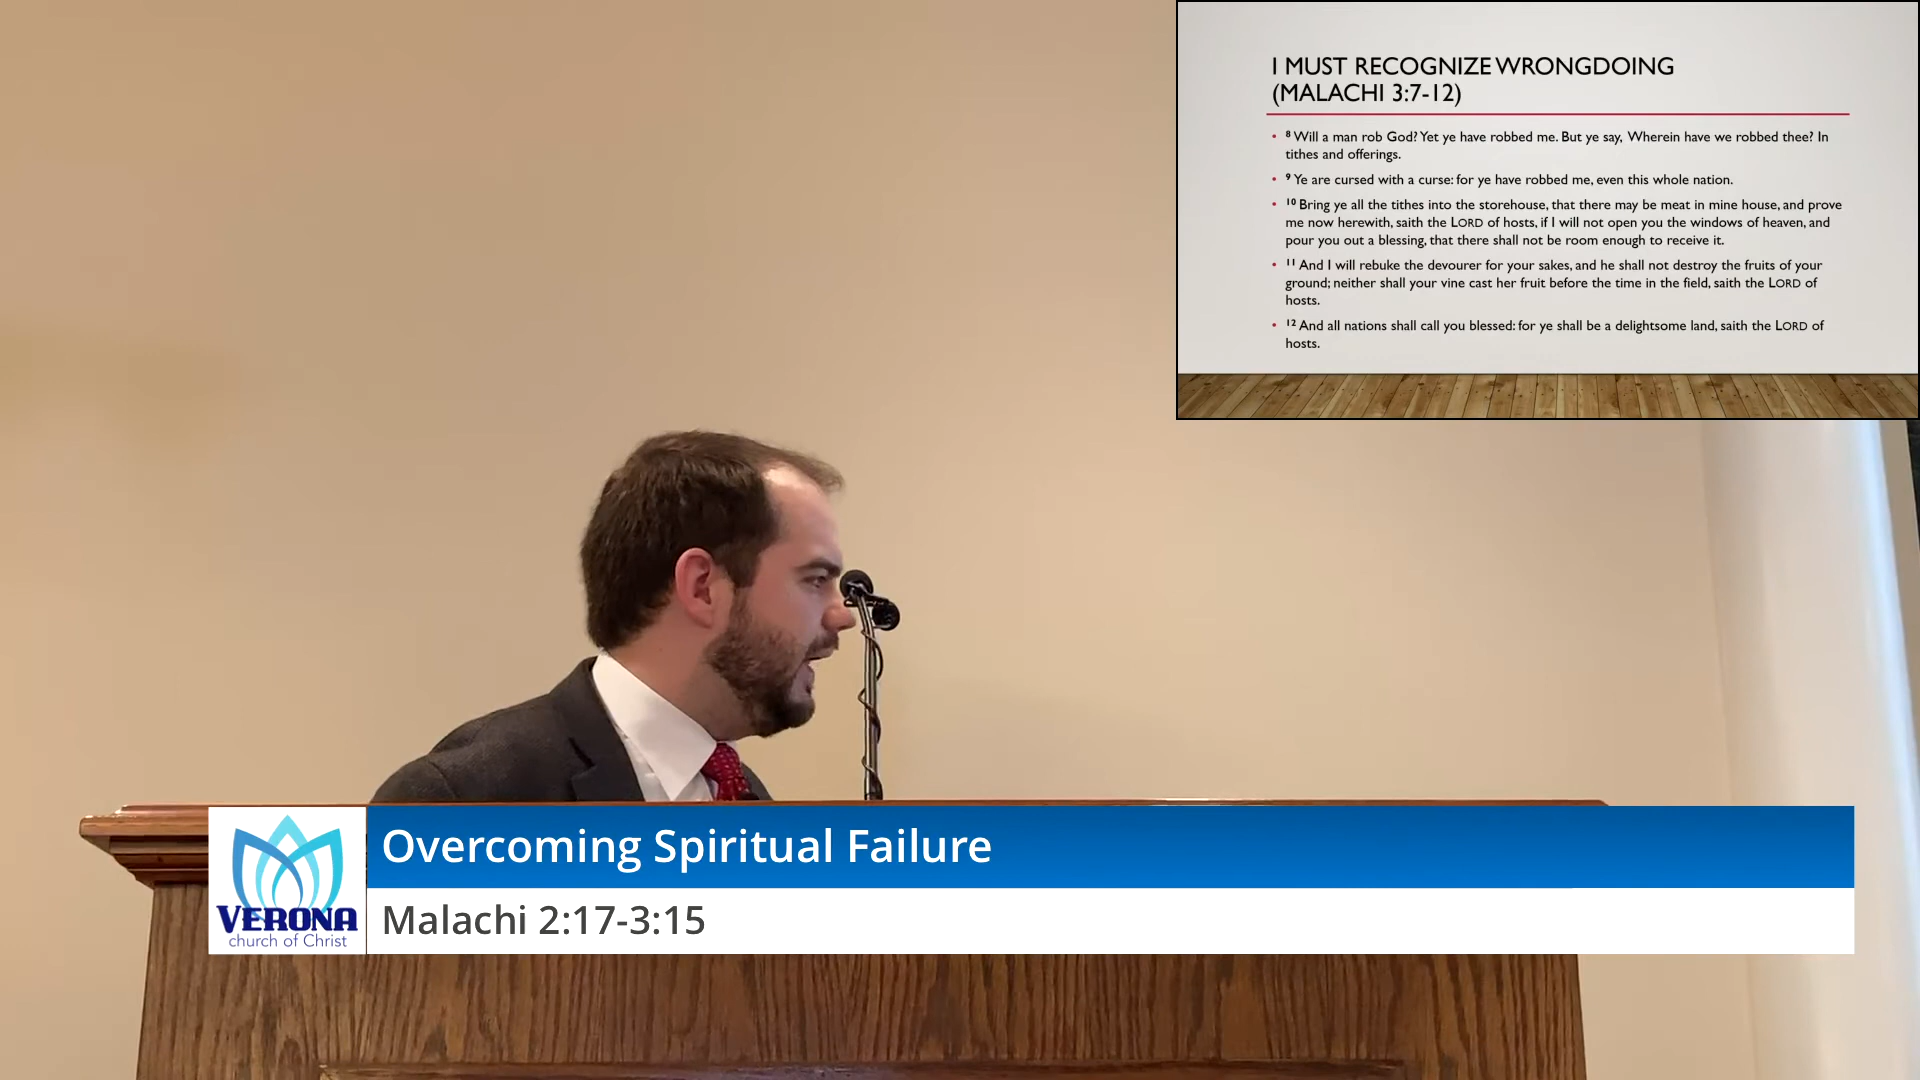 I MUST RECOGNIZE WRONGDOING
(MALACHI 3:7-12)
• 8 Will a man rob God? Yet ye have robbed me. But ye say, Wherein have we robbed thee? In
tithes and offerings.
• 9 Ye are cursed with a curse: for ye have robbed me, even this whole nation.
• 10 Bring ye all the tithes into the storehouse, that there may be meat in mine house, and prove
me now herewith, saith the LORD of hosts, if I will not open you the windows of heaven, and
pour you out a blessing, that there shall not be room enough to receive it.
• 11 And I will rebuke the devourer for your sakes, and he shall not destroy the fruits of your
ground; neither shall your vine cast her fruit before the time in the field, saith the LORD of
hosts.
• 12 And all nations shall call you blessed: for ye shall be a delightsome land, saith the LORD of
hosts.
Overcoming Spiritual Failure
Malachi 2:17-3:15
VERONA
church of Christ